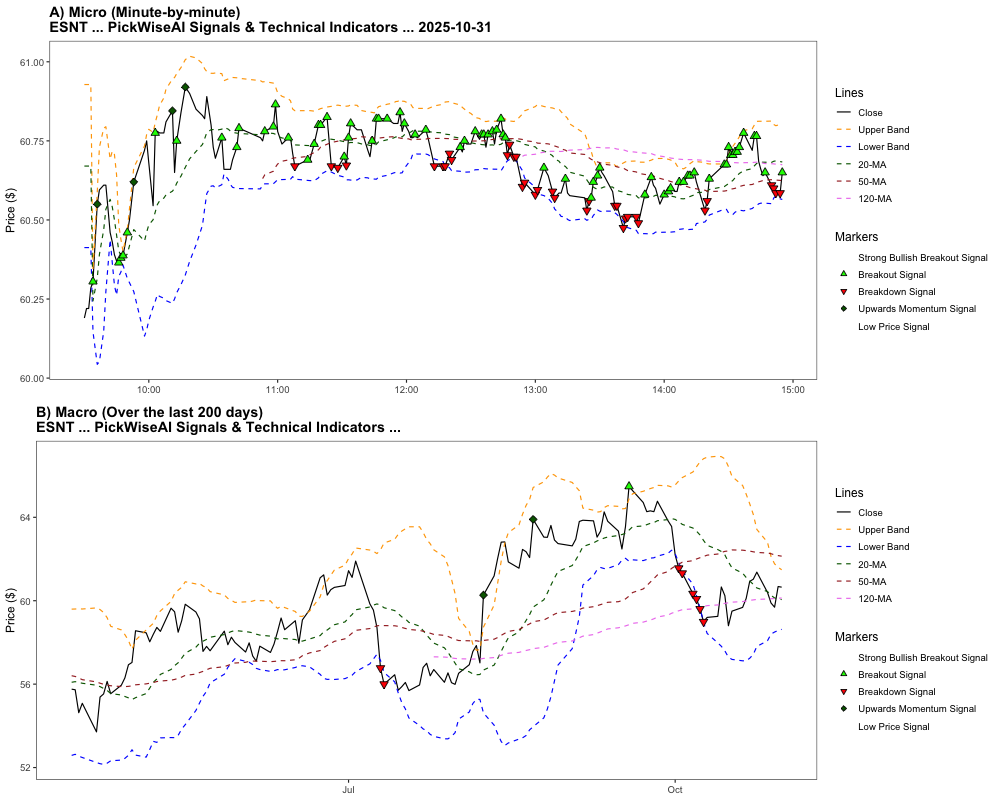 A) Micro (Minute-by-minute)
ESNT ... PickWiseAI Signals & Technical Indicators ... 2025-10-31
Price ($)
61.00
60.75
60.50
60.25
60.00
10:00
11:00
12:00
13:00
14:00
15:00
Lines
Close
Upper Band
Lower Band
20-MA
50-MA
120-MA
Markers
Strong Bullish Breakout Signal
Breakout Signal
Breakdown Signal
Upwards Momentum Signal
Low Price Signal
B) Macro (Over the last 200 days)
ESNT ... PickWiseAI Signals & Technical Indicators ...
Price ($)
64
60
56
52
Jul
Oct
Lines
Close
Upper Band
Lower Band
20-MA
50-MA
120-MA
Markers
Strong Bullish Breakout Signal
Breakout Signal
Breakdown Signal
Upwards Momentum Signal
Low Price Signal